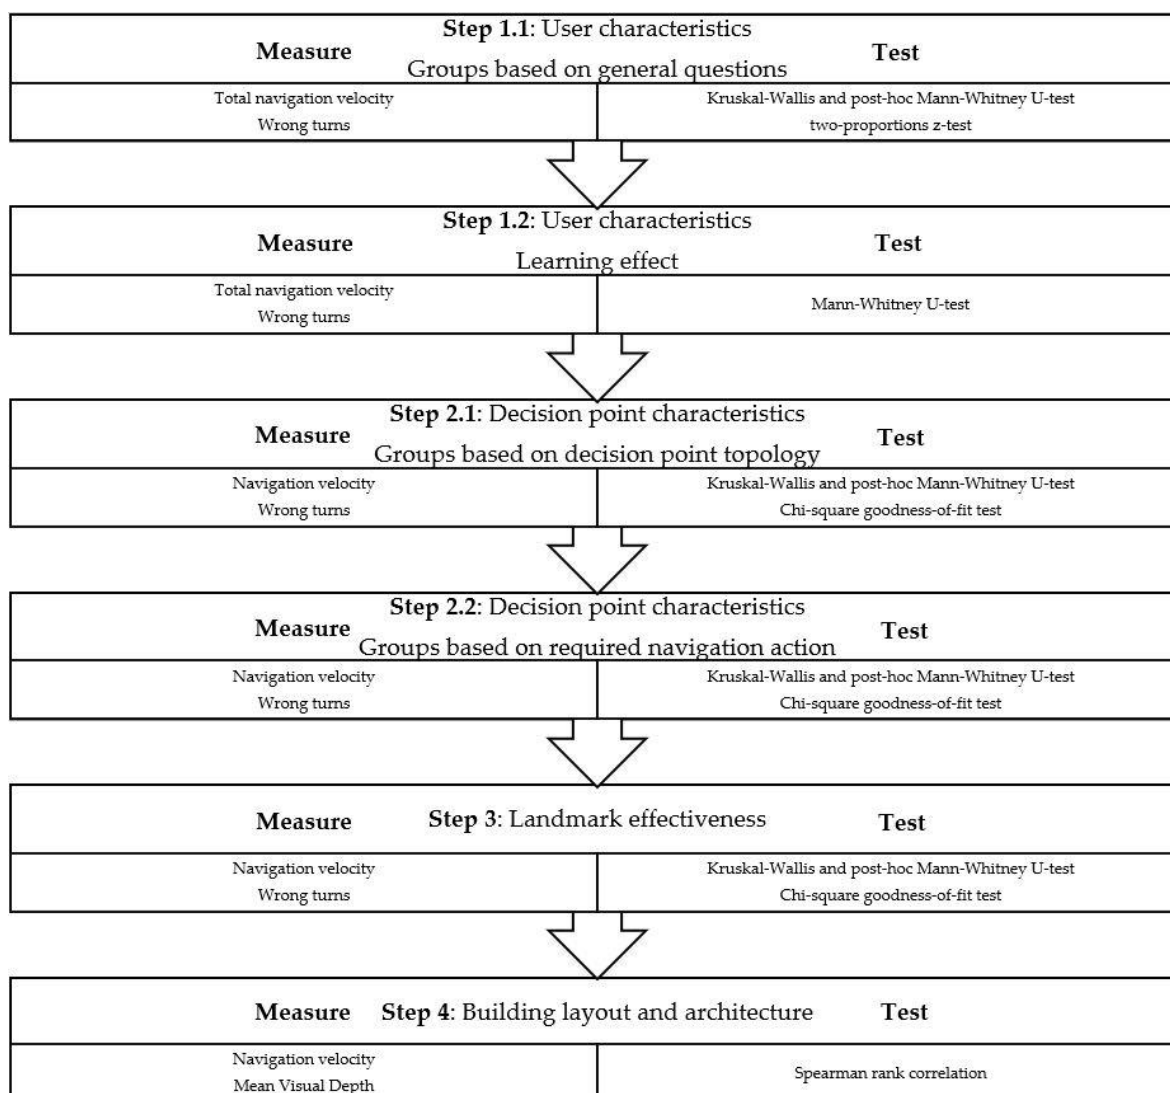 Step 1.1: User characteristics
Measure
Test
Groups based on general questions
Total navigation velocity
Wrong turns
Kruskal-Wallis and post-hoc Mann-Whitney U-test
two-proportions z-test
Step 1.2: User characteristics
Measure
Test
Learning effect
Total navigation velocity
Wrong turns
Mann-Whitney U-test
Step 2.1: Decision point characteristics
Measure
Test
Groups based on decision point topology
Navigation velocity
Wrong turns
Kruskal-Wallis and post-hoc Mann-Whitney U-test
Chi-square goodness-of-fit test
Step 2.2: Decision point characteristics
Measure
Test
Groups based on required navigation action
Navigation velocity
Wrong turns
Kruskal-Wallis and post-hoc Mann-Whitney U-test
Chi-square goodness-of-fit test
Measure
Step 3: Landmark effectiveness
Test
Navigation velocity
Wrong turns
Kruskal-Wallis and post-hoc Mann-Whitney U-test
Chi-square goodness-of-fit test
Measure
Step 4: Building layout and architecture
Test
Navigation velocity
Mean Visual Depth
Spearman rank correlation